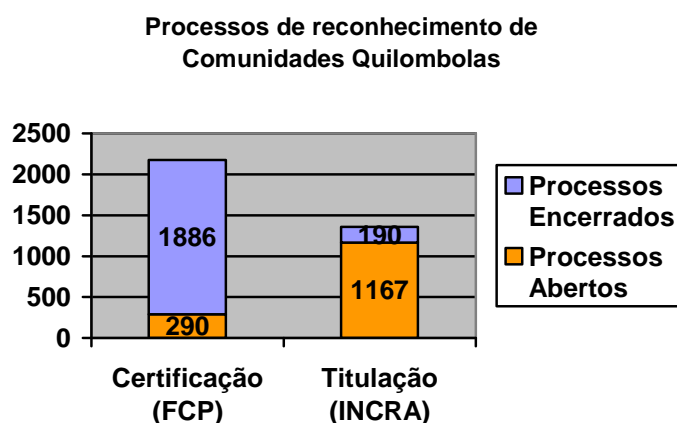 Processos de reconhecimento de
Comunidades Quilombolas
2500
2000
1500
1000
500
0
1886
290
190
1167
Certificação
(FCP)
Titulação
(INCRA)
Processos
Encerrados
Processos
Abertos